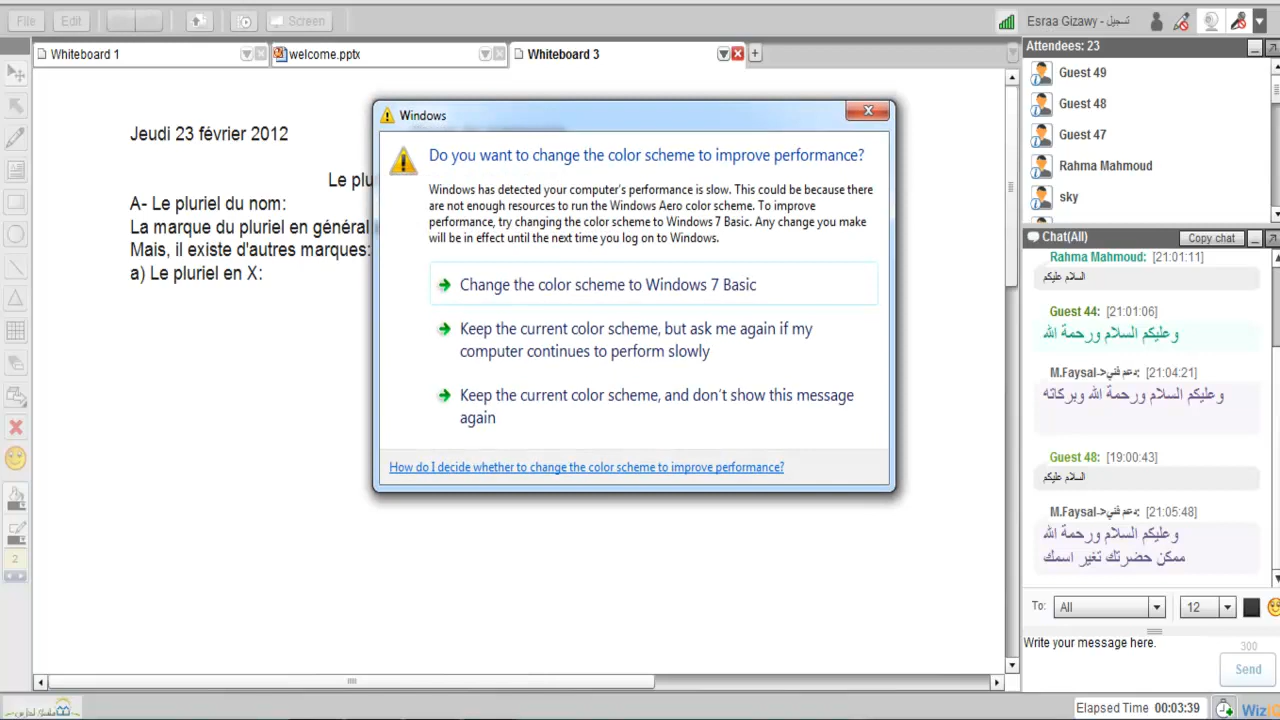 File
Edit
Screen
Esraa Gizawy - تسجيل
Whiteboard 1
welcome.pptx
Whiteboard 3
Attendees: 23
Guest 49
Guest 48
Guest 47
Rahma Mahmoud
sky
Jeudi 23 février 2012
Le plu
A- Le pluriel du nom:
La marque du pluriel en général
Mais, il existe d'autres marques:
a) Le pluriel en X:
Windows
Do you want to change the color scheme to improve performance?
Windows has detected your computer's performance is slow. This could be because there
are not enough resources to run the Windows Aero color scheme. To improve
performance, try changing the color scheme to Windows 7 Basic. Any change you make
will be in effect until the next time you log on to Windows.
Change the color scheme to Windows 7 Basic
Keep the current color scheme, but ask me again if my
computer continues to perform slowly
Keep the current color scheme, and don't show this message
again
How do I decide whether to change the color scheme to improve performance?
Chat(All)
Copy chat
Rahma Mahmoud: [21:01:11]
السلام عليكم
Guest 44: [21:01:06]
وعليكم السلام ورحمة الله
M.Faysal->دعم فني: [21:04:21]
وعليكم السلام ورحمة الله وبركاته
Guest 48: [19:00:43]
السلام عليكم
M.Faysal->دعم فني: [21:05:48]
وعليكم السلام ورحمة الله
ممكن حضرتك تغير اسمك
To: All 12
Write your message here.
300
Send
2
Elapsed Time 00:03:39
WizIQ